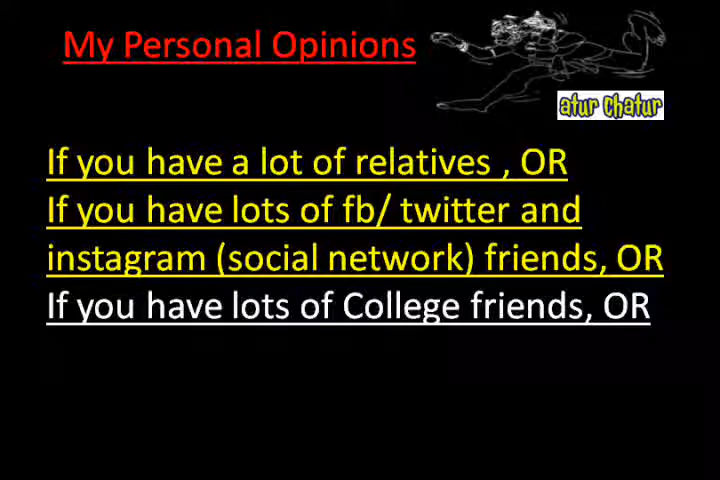 My Personal Opinions
atur chatur
If you have a lot of relatives , OR
If you have lots of fb/ twitter and
instagram (social network) friends, OR
If you have lots of College friends, OR